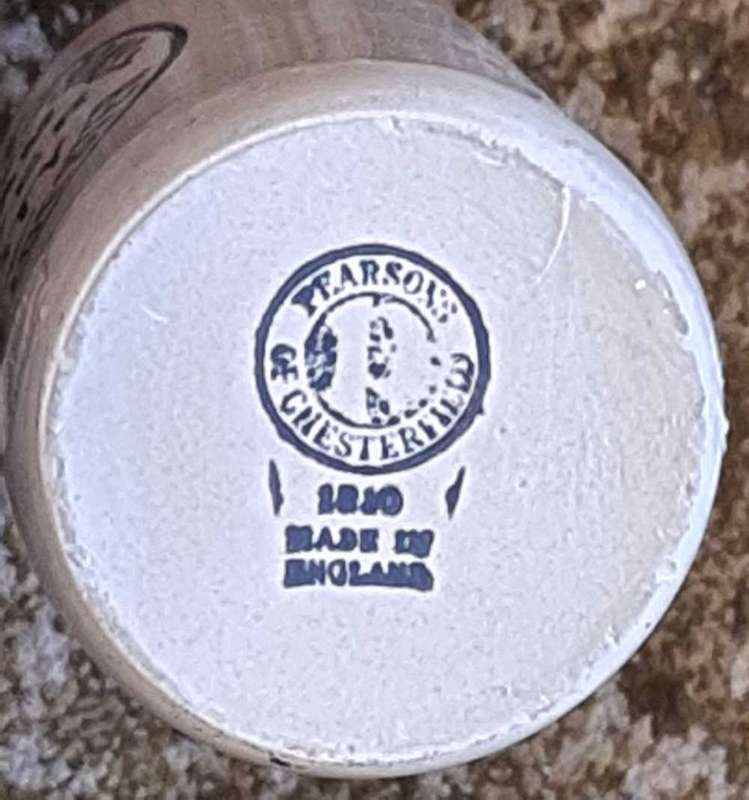 PEARSONS
OF CHESTERFIELD
P
1810
MADE IN
ENGLAND